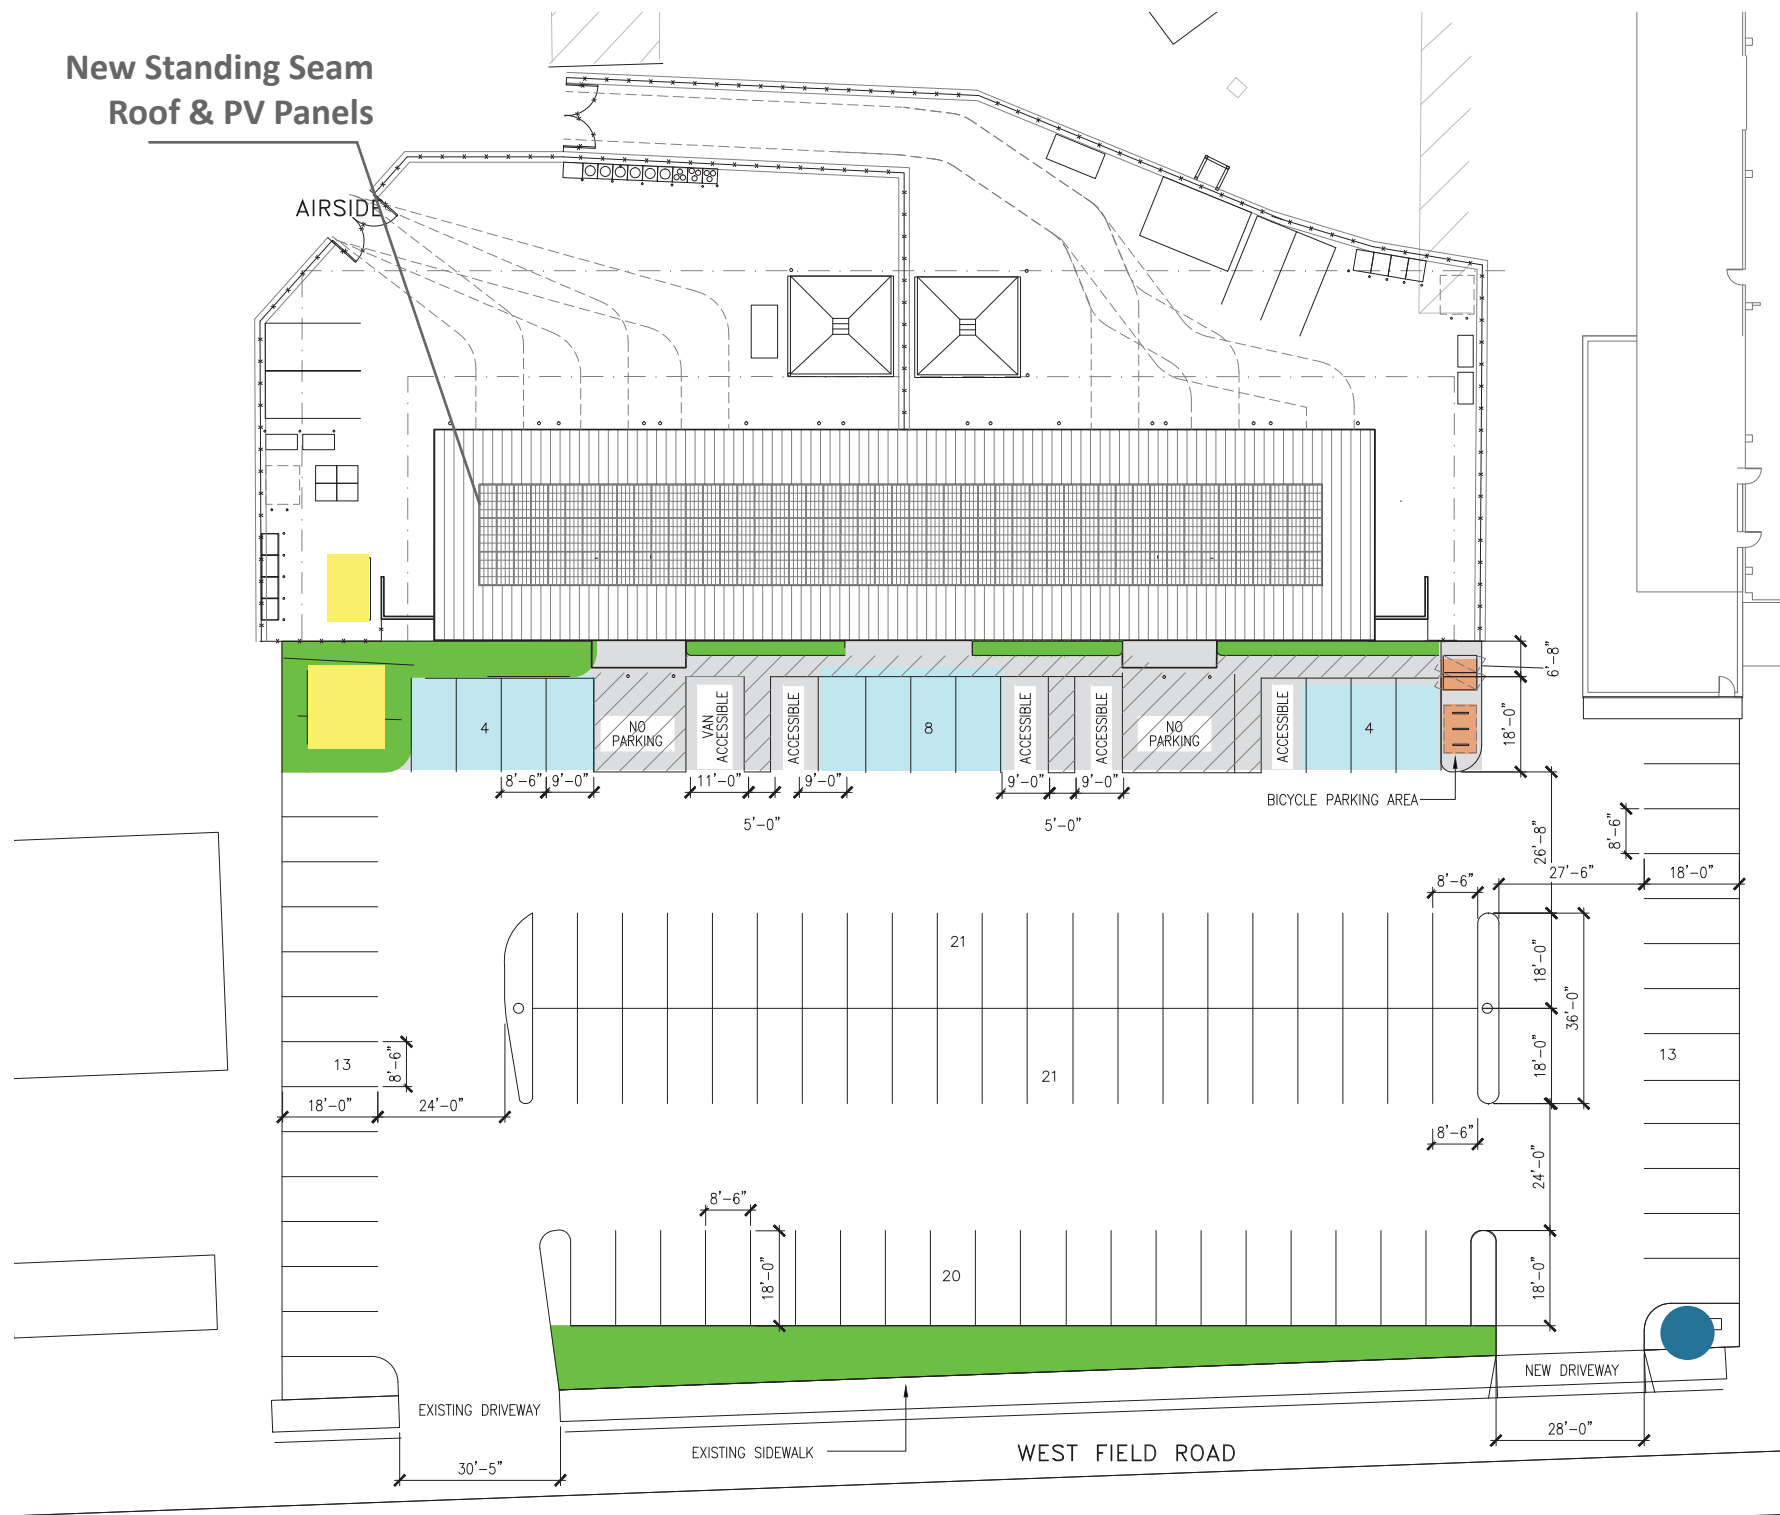 New Standing Seam
Roof & PV Panels
AIRSIDE
6'-8"
4
NO
PARKING
VAN
ACCESSIBLE
ACCESSIBLE
8
ACCESSIBLE
ACCESSIBLE
NO
PARKING
ACCESSIBLE
4
18'-0"
8'-6"
9'-0"
11'-0"
9'-0"
9'-0"
9'-0"
BICYCLE PARKING AREA
5'-0"
5'-0"
26'-8"
8'-6"
27'-6"
18'-0"
8'-6"
21
18'-0"
36'-0"
13
8'-6"
21
18'-0"
13
18'-0"
24'-0"
8'-6"
24'-0"
8'-6"
18'-0"
20
18'-0"
NEW DRIVEWAY
EXISTING DRIVEWAY
28'-0"
EXISTING SIDEWALK
WEST FIELD ROAD
30'-5"